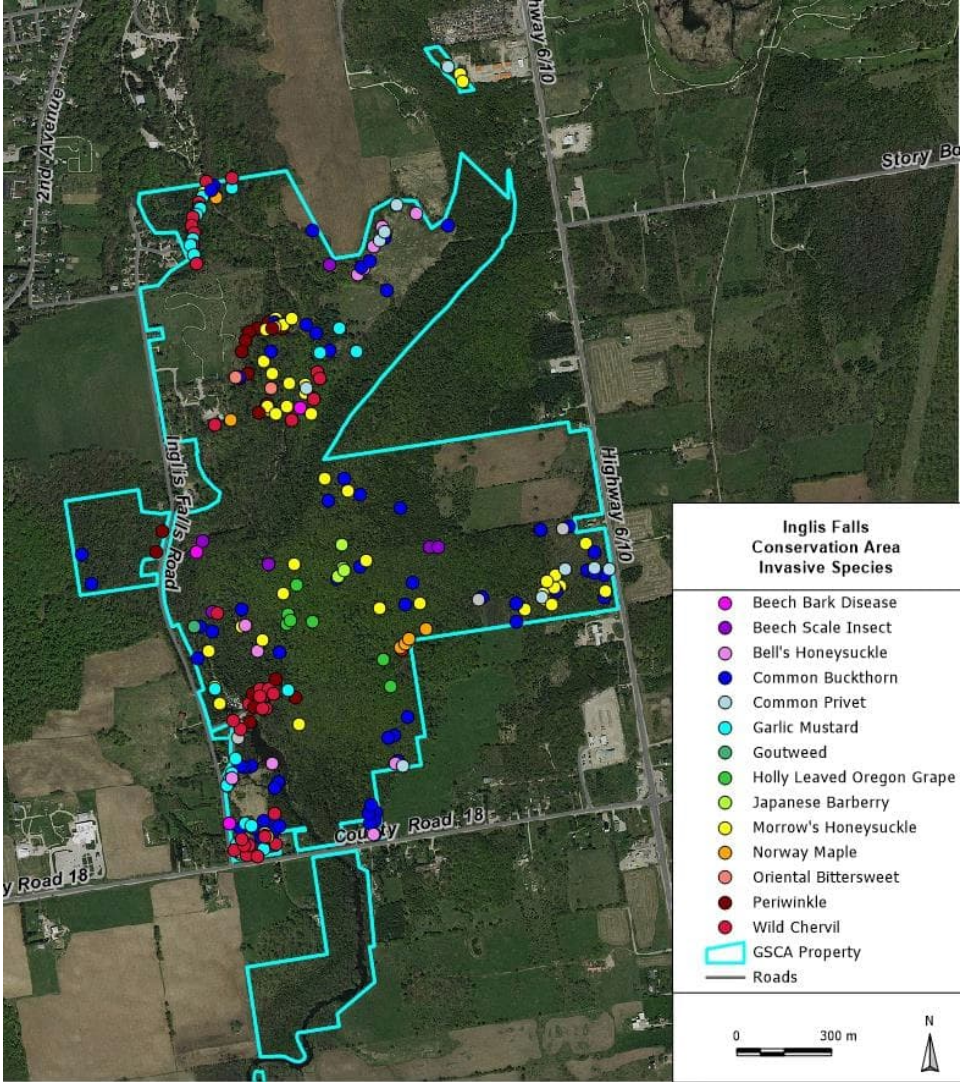 Highway 6/10
2nd Avenue
Story Bo
Inglis Falls Road
Highway 6/10
County Road 18
y Road 18
Inglis Falls
Conservation Area
Invasive Species
Beech Bark Disease
Beech Scale Insect
Bell's Honeysuckle
Common Buckthorn
Common Privet
Garlic Mustard
Goutweed
Holly Leaved Oregon Grape
Japanese Barberry
Morrow's Honeysuckle
Norway Maple
Oriental Bittersweet
Periwinkle
Wild Chervil
GSCA Property
Roads
0 300 m
N